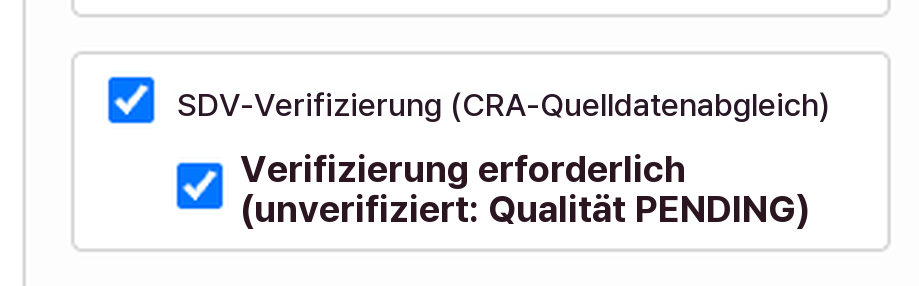 SDV-Verifizierung (CRA-Quelldatenabgleich)
Verifizierung erforderlich
(unverifiziert: Qualität PENDING)